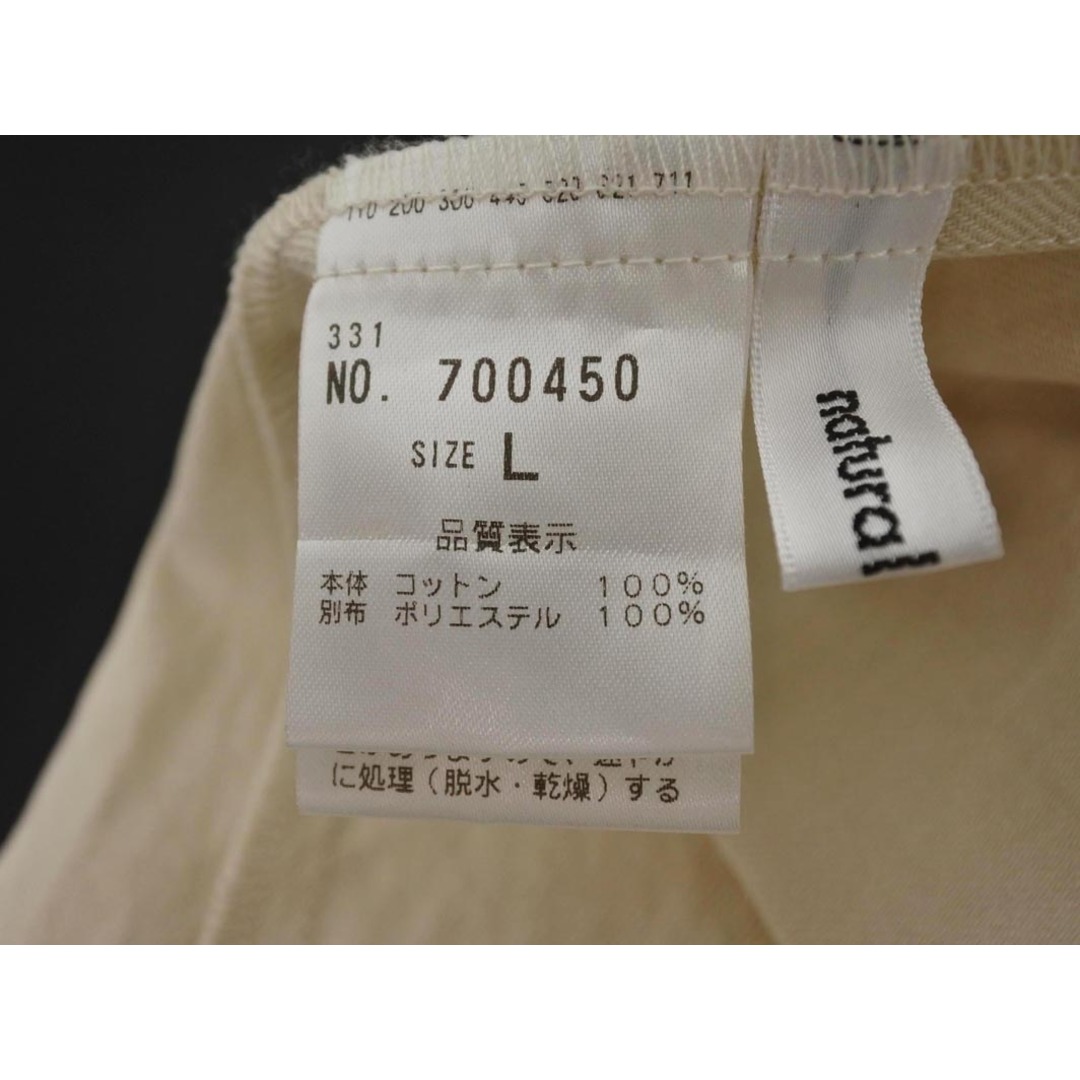 331
NO. 700450
SIZE L
品質表示
本体 コットン 100%
別布 ポリエステル 100%
に処理（脱水・乾燥）する
natural